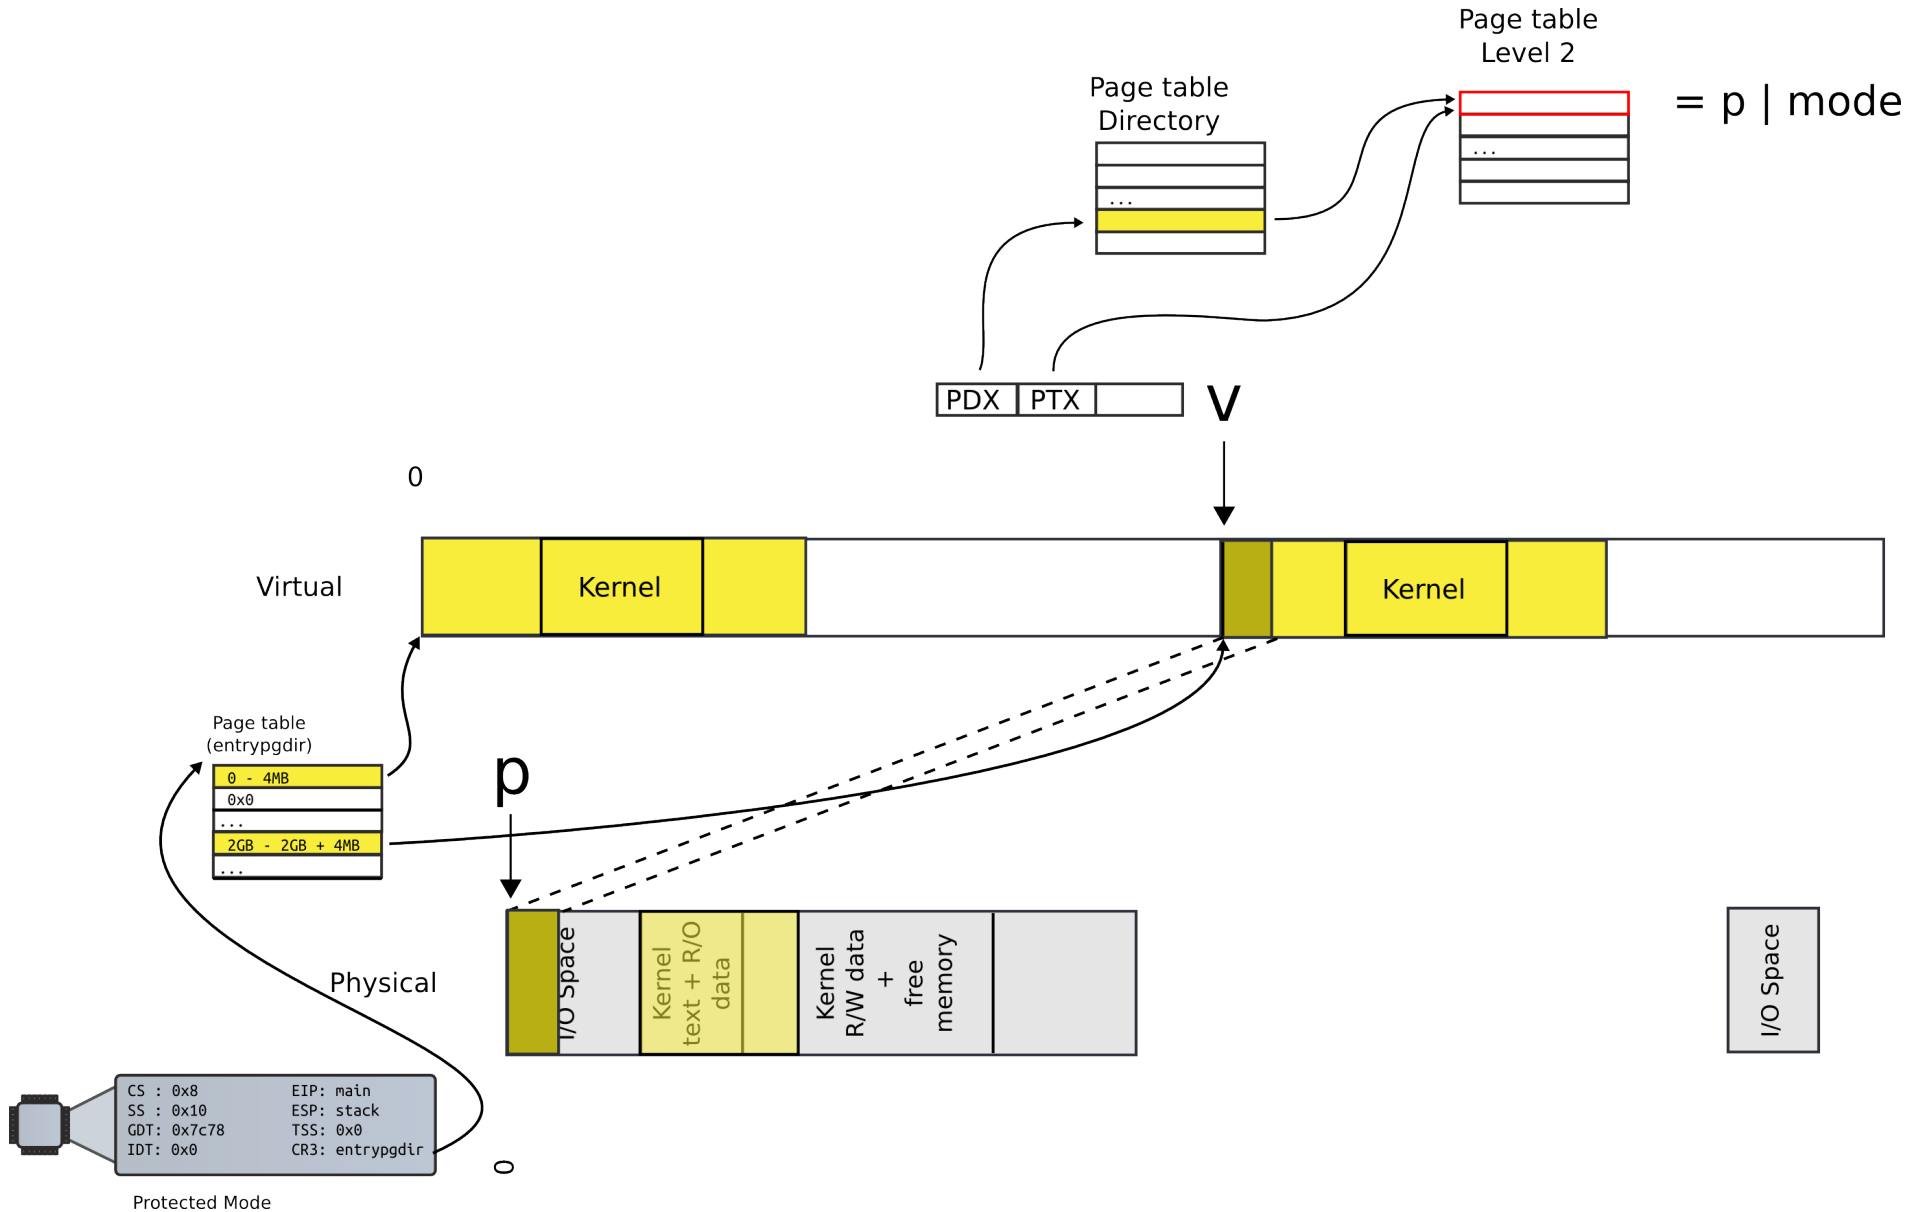 Page table
Level 2
= p | mode
Page table
Directory
...
...
PDX PTX
v
0
Virtual
Kernel
Kernel
Page table
(entrypgdir)
0 - 4MB
0x0
...
2GB - 2GB + 4MB
...
p
Physical
I/O Space
Kernel
text + R/O
data
Kernel
R/W data
+
free
memory
I/O Space
CS : 0x8 EIP: main
SS : 0x10 ESP: stack
GDT: 0x7c78 TSS: 0x0
IDT: 0x0 CR3: entrypgdir
0
Protected Mode